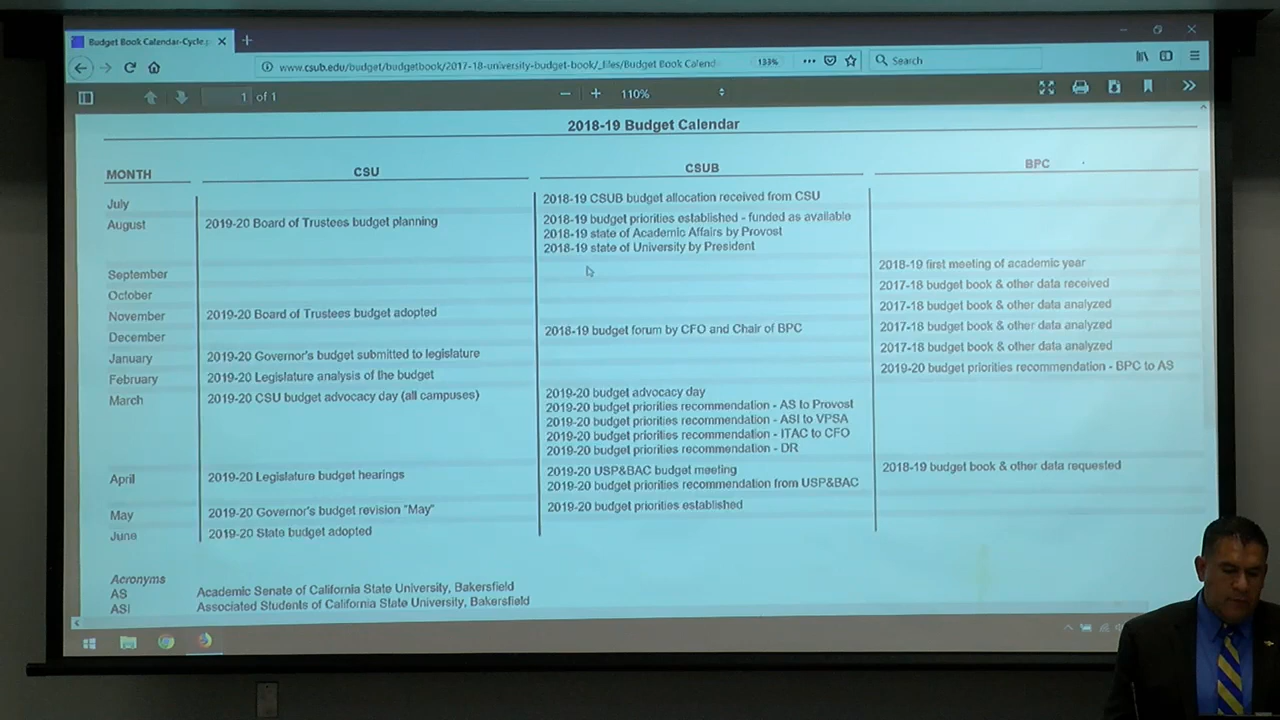 Budget Book Calendar-Cycle
www.csub.edu/budget/budgetbook/2017-18-university-budget-book/_files/Budget Book Calend
133%
Search
1 of 1
110%
2018-19 Budget Calendar
MONTH CSU CSUB BPC
July 2018-19 CSUB budget allocation received from CSU
August 2019-20 Board of Trustees budget planning 2018-19 budget priorities established - funded as available
2018-19 state of Academic Affairs by Provost
2018-19 state of University by President
September 2018-19 first meeting of academic year
October 2017-18 budget book & other data received
November 2019-20 Board of Trustees budget adopted 2017-18 budget book & other data analyzed
December 2018-19 budget forum by CFO and Chair of BPC 2017-18 budget book & other data analyzed
January 2019-20 Governor's budget submitted to legislature 2017-18 budget book & other data analyzed
February 2019-20 Legislature analysis of the budget 2019-20 budget priorities recommendation - BPC to AS
March 2019-20 CSU budget advocacy day (all campuses) 2019-20 budget advocacy day
2019-20 budget priorities recommendation - AS to Provost
2019-20 budget priorities recommendation - ASI to VPSA
2019-20 budget priorities recommendation - ITAC to CFO
2019-20 budget priorities recommendation - DR
April 2019-20 Legislature budget hearings 2019-20 USP&BAC budget meeting 2018-19 budget book & other data requested
2019-20 budget priorities recommendation from USP&BAC
May 2019-20 Governor's budget revision "May" 2019-20 budget priorities established
June 2019-20 State budget adopted
Acronyms
AS Academic Senate of California State University, Bakersfield
ASI Associated Students of California State University, Bakersfield